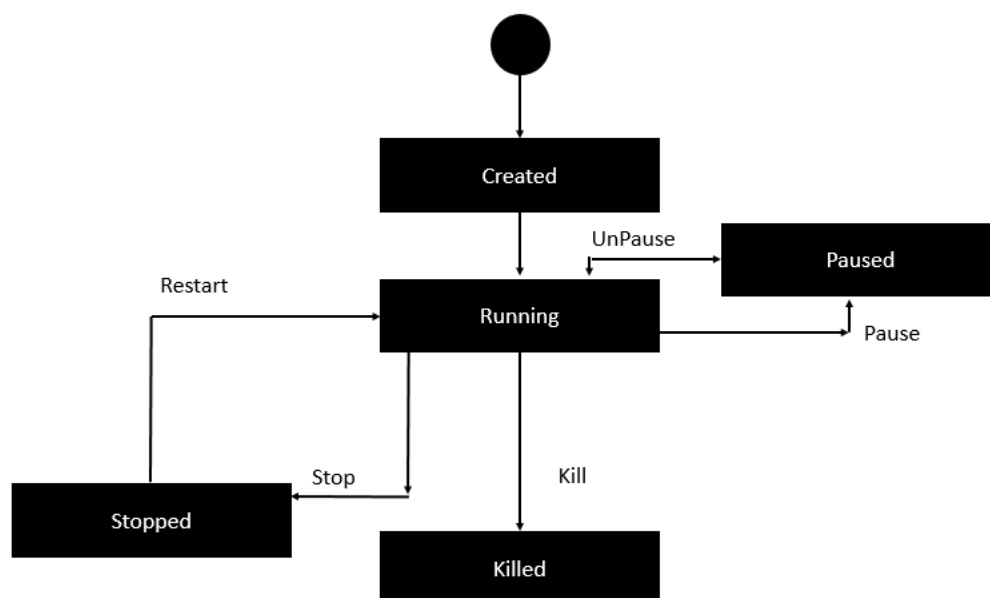 Created
UnPause
Paused
Restart
Running
Pause
Stop
Kill
Stopped
Killed